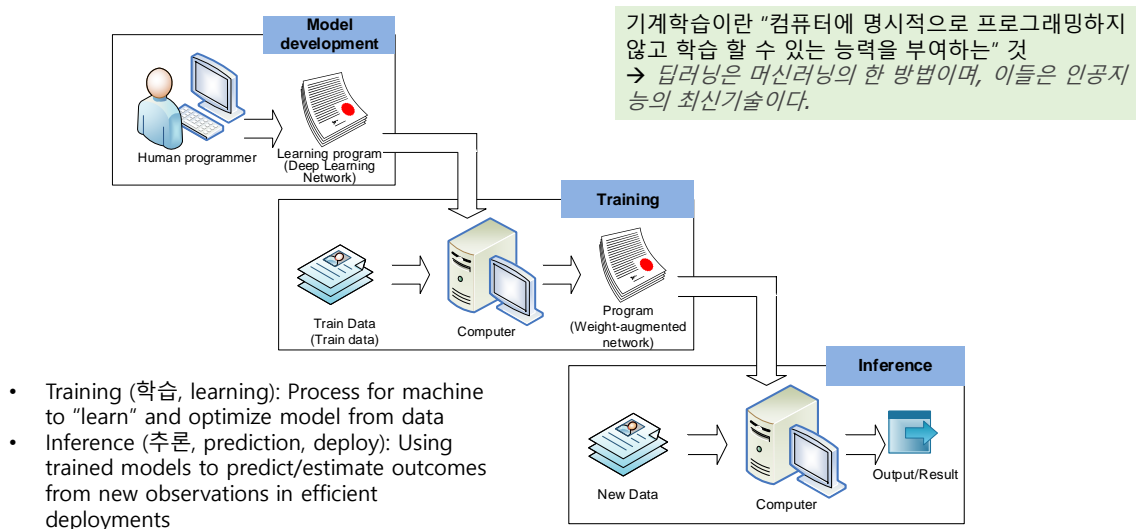 Model
development
기계학습이란 “컴퓨터에 명시적으로 프로그래밍하지
않고 학습 할 수 있는 능력을 부여하는” 것
→ 딥러닝은 머신러닝의 한 방법이며, 이들은 인공지
능의 최신기술이다.
Human programmer
Learning program
(Deep Learning
Network)
Training
Train Data
(Train data)
Computer
Program
(Weight-augmented
network)
Inference
New Data
Computer
Output/Result
• Training (학습, learning): Process for machine
to “learn” and optimize model from data
• Inference (추론, prediction, deploy): Using
trained models to predict/estimate outcomes
from new observations in efficient
deployments